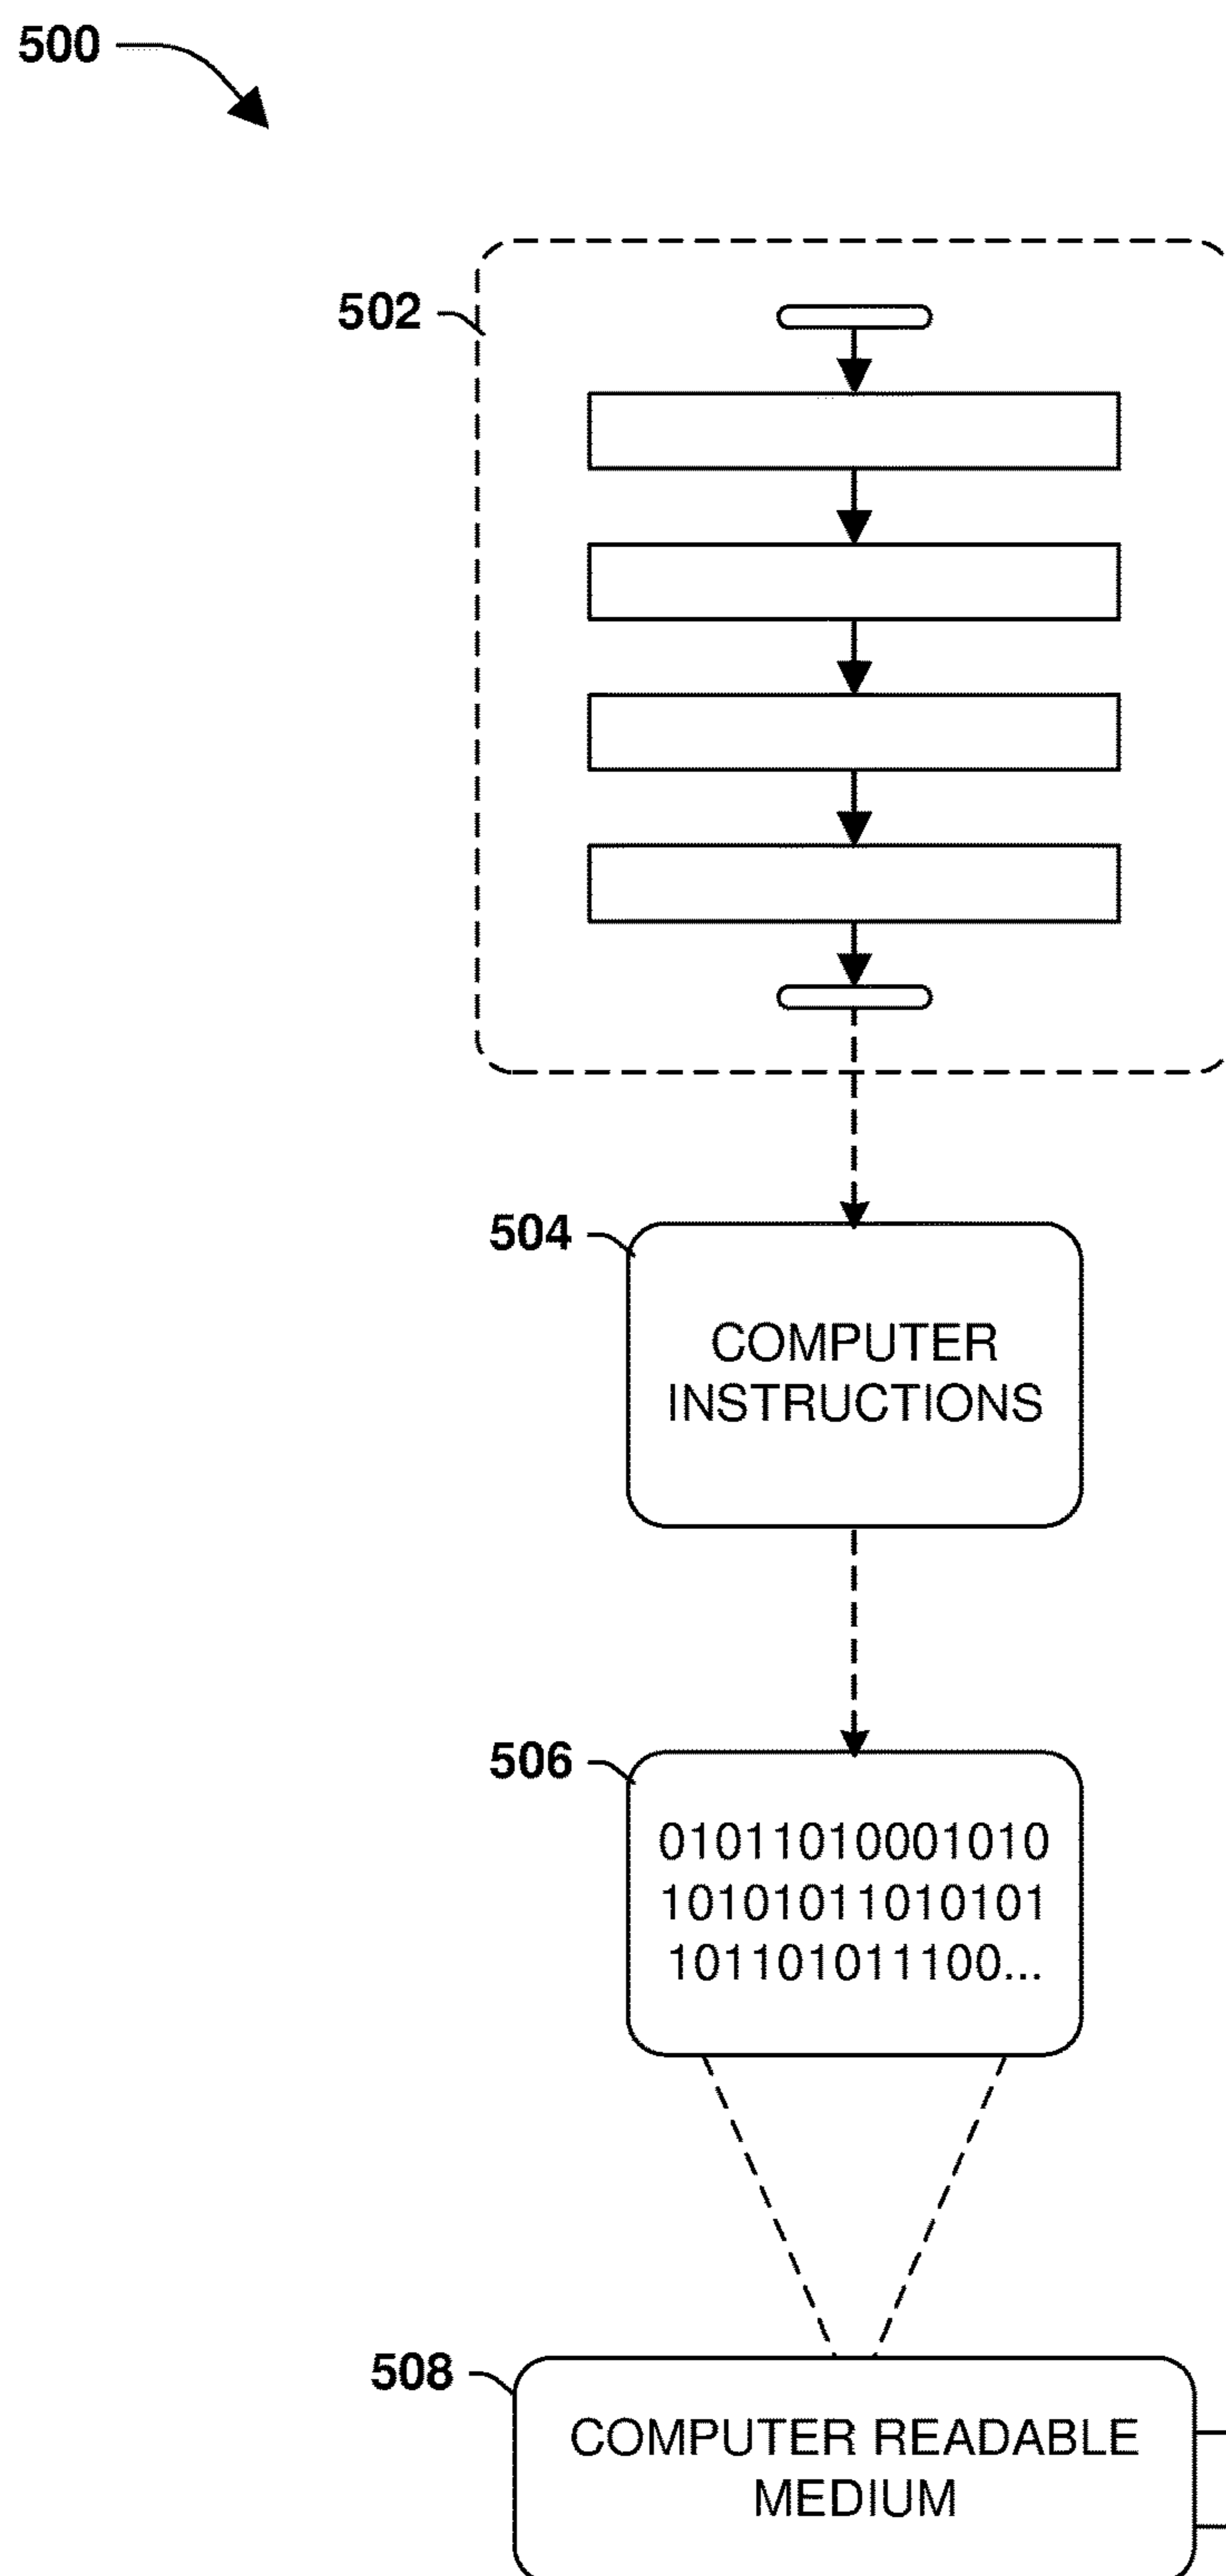 500
502
504
COMPUTER
INSTRUCTIONS
506
01011010001010
10101011010101
101101011100...
508
COMPUTER READABLE
MEDIUM